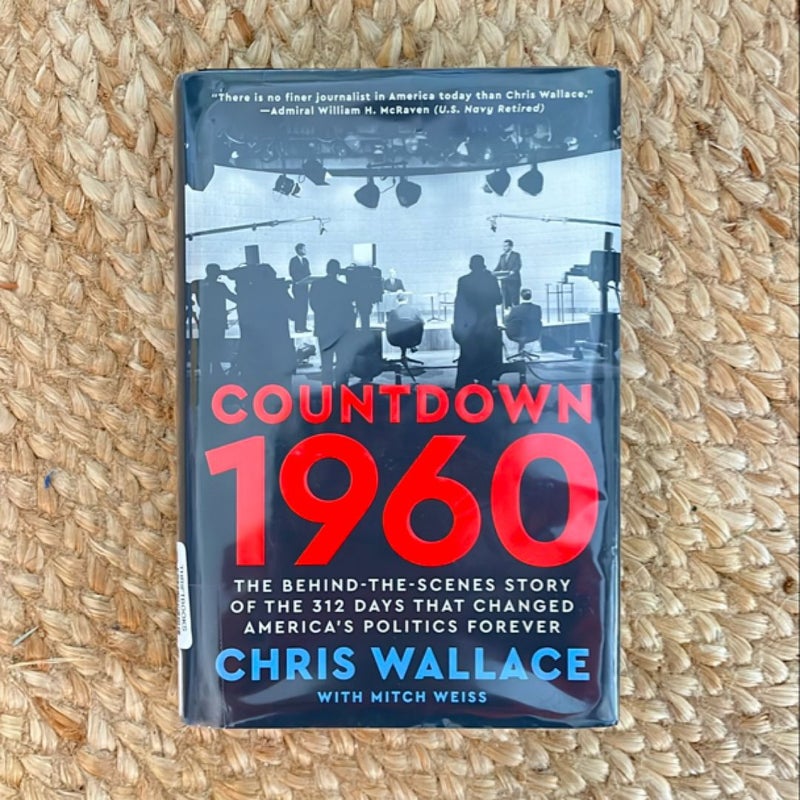 “There is no finer journalist in America today than Chris Wallace.”
—Admiral William H. McRaven (U.S. Navy Retired)
COUNTDOWN
1960
THE BEHIND-THE-SCENES STORY
OF THE 312 DAYS THAT CHANGED
AMERICA'S POLITICS FOREVER
CHRIS WALLACE
WITH MITCH WEISS